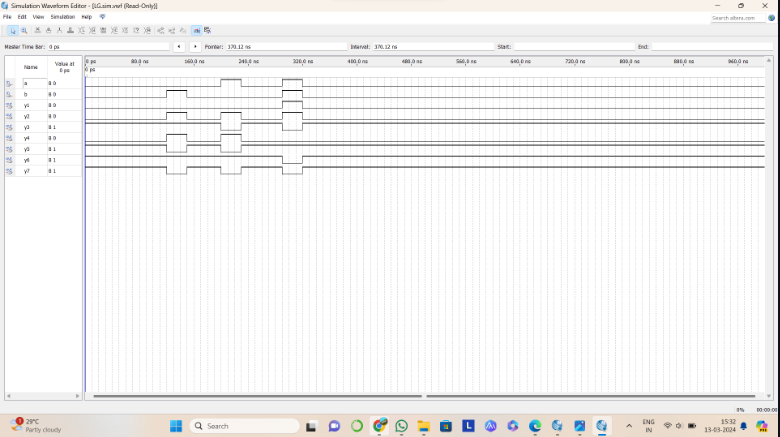 Simulation Waveform Editor - [LG.sim.vwf (Read-Only)]
File Edit View Simulation Help
Search altera.com
Master Time Bar: 0 ps Pointer: 370.12 ns Interval: 370.12 ns Start: End:
Name Value at 0 ps
0 ps 80.0 ns 160.0 ns 240.0 ns 320.0 ns 400.0 ns 480.0 ns 560.0 ns 640.0 ns 720.0 ns 800.0 ns 880.0 ns 960.0 ns
0 ps
a B 0
b B 0
y1 B 0
y2 B 0
y3 B 1
y4 B 0
y5 B 1
y6 B 1
y7 B 1
0% 00:00:00
29°C
Partly cloudy
Search
ENG
IN
15:32
13-03-2024